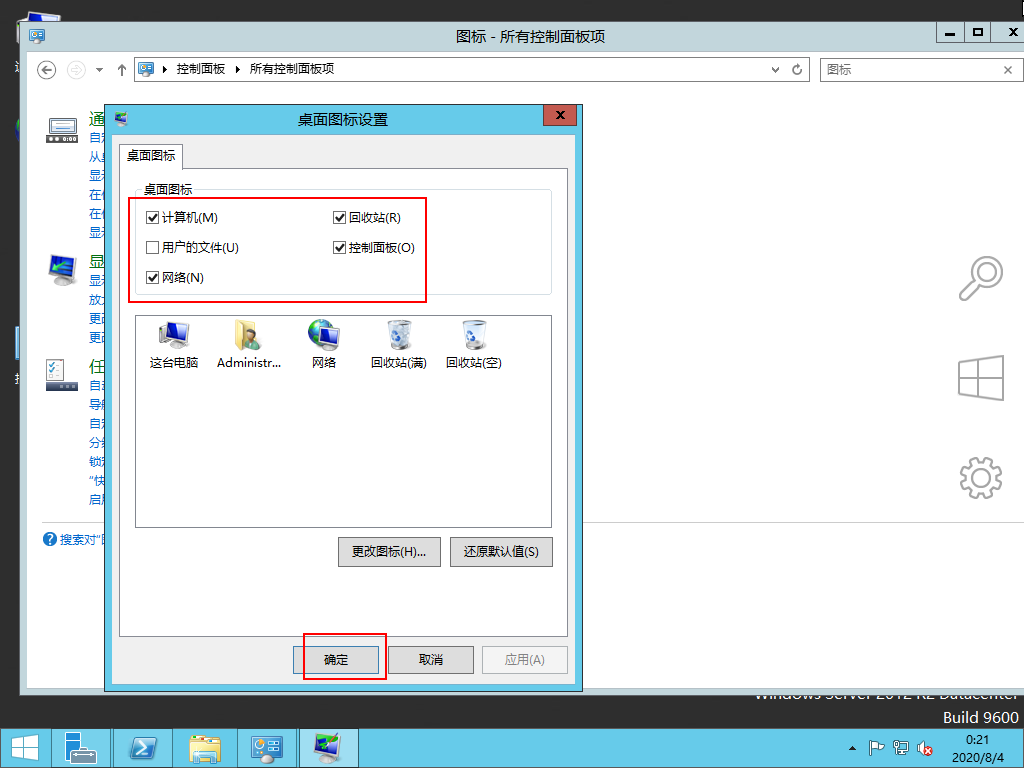 图标 - 所有控制面板项
控制面板 所有控制面板项
图标
桌面图标设置
桌面图标
桌面图标
计算机(M)
回收站(R)
用户的文件(U)
控制面板(O)
网络(N)
这台电脑
Administr...
网络
回收站(满)
回收站(空)
更改图标(H)...
还原默认值(S)
确定
取消
应用(A)
通
自
从
显
在
在
显
显
显
放
更
更
任
自
导
自
分
锁
“快
启
搜索对“
Windows Server 2012 R2 Datacenter
Build 9600
0:21
2020/8/4